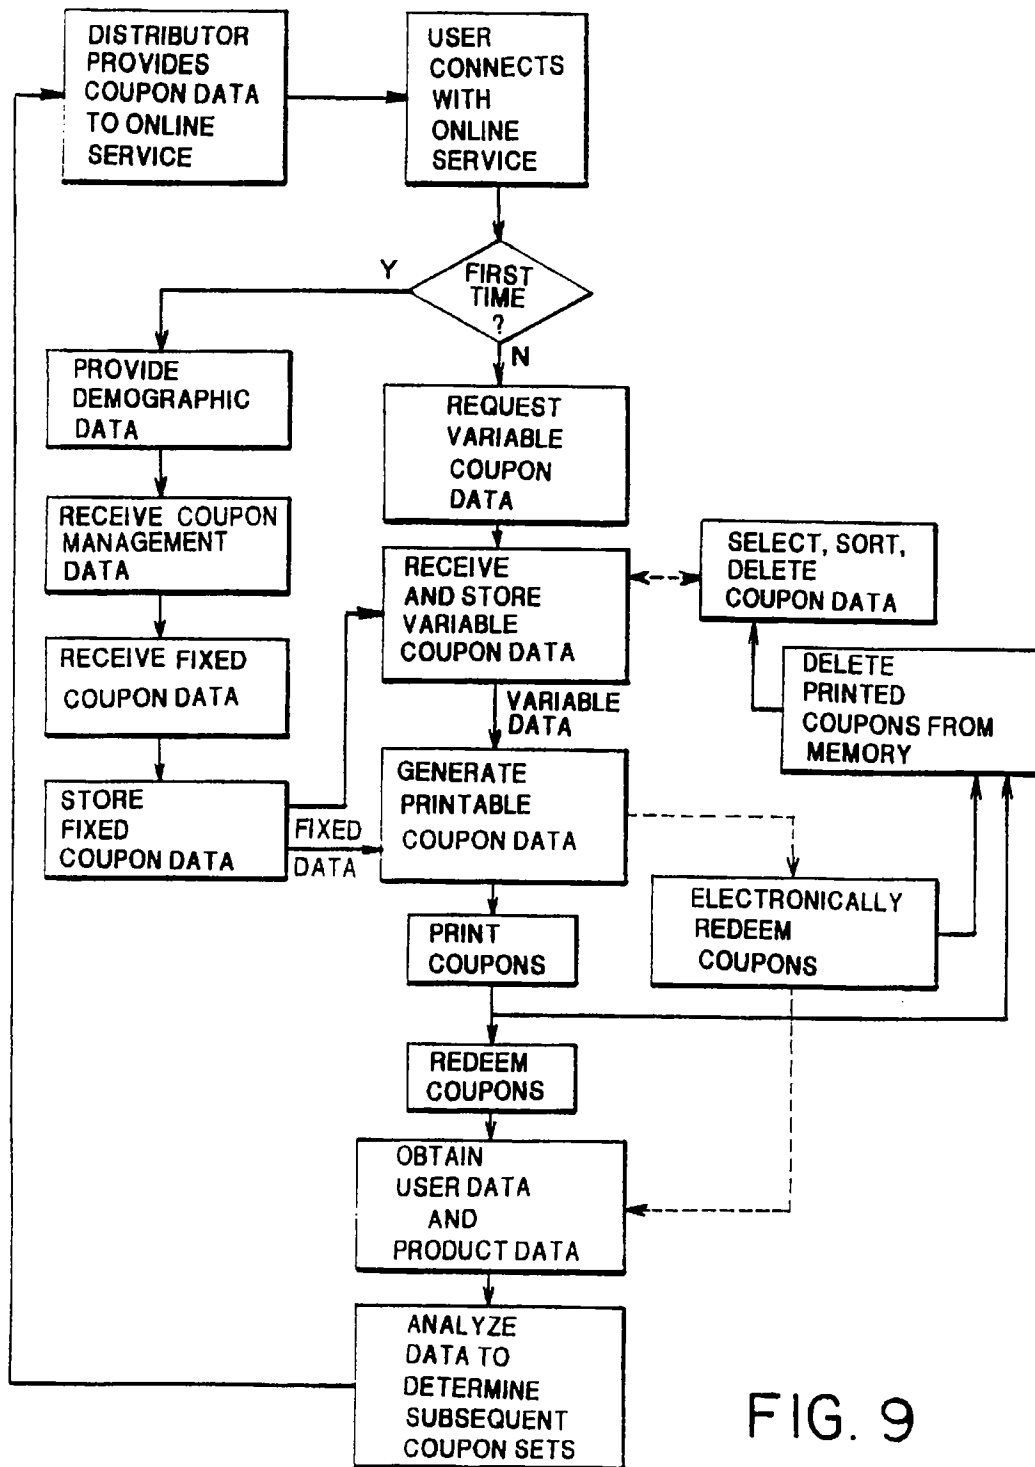 DISTRIBUTOR
PROVIDES
COUPON DATA
TO ONLINE
SERVICE
USER
CONNECTS
WITH
ONLINE
SERVICE
FIRST
TIME
?
Y
N
PROVIDE
DEMOGRAPHIC
DATA
REQUEST
VARIABLE
COUPON
DATA
RECEIVE COUPON
MANAGEMENT
DATA
RECEIVE
AND STORE
VARIABLE
COUPON DATA
SELECT, SORT,
DELETE
COUPON DATA
RECEIVE FIXED
COUPON DATA
DELETE
PRINTED
COUPONS FROM
MEMORY
VARIABLE
DATA
STORE
FIXED
COUPON DATA
FIXED
DATA
GENERATE
PRINTABLE
COUPON DATA
ELECTRONICALLY
REDEEM
COUPONS
PRINT
COUPONS
REDEEM
COUPONS
OBTAIN
USER DATA
AND
PRODUCT DATA
ANALYZE
DATA TO
DETERMINE
SUBSEQUENT
COUPON SETS
FIG. 9